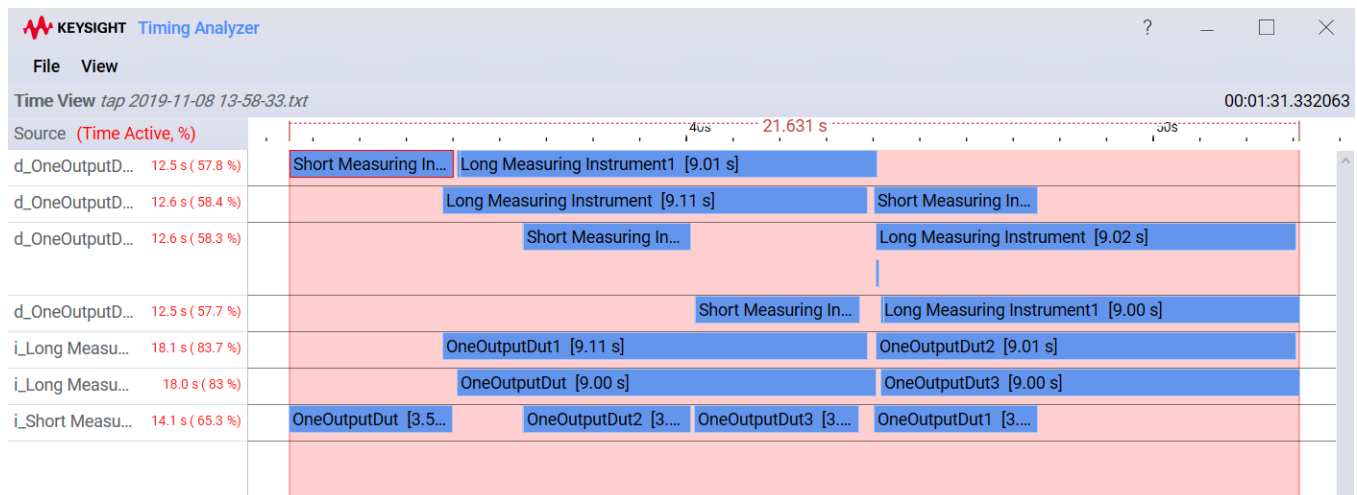 KEYSIGHT Timing Analyzer
File View
Time View tap 2019-11-08 13-58-33.txt 00:01:31.332063
Source (Time Active, %) 40s 21.631 s 50s
d_OneOutputD... 12.5 s ( 57.8 %) Short Measuring In... Long Measuring Instrument1 [9.01 s]
d_OneOutputD... 12.6 s ( 58.4 %) Long Measuring Instrument [9.11 s] Short Measuring In...
d_OneOutputD... 12.6 s ( 58.3 %) Short Measuring In... Long Measuring Instrument [9.02 s]
d_OneOutputD... 12.5 s ( 57.7 %) Short Measuring In... Long Measuring Instrument1 [9.00 s]
i_Long Measu... 18.1 s ( 83.7 %) OneOutputDut1 [9.11 s] OneOutputDut2 [9.01 s]
i_Long Measu... 18.0 s ( 83 %) OneOutputDut [9.00 s] OneOutputDut3 [9.00 s]
i_Short Measu... 14.1 s ( 65.3 %) OneOutputDut [3.5... OneOutputDut2 [3.... OneOutputDut3 [3.... OneOutputDut1 [3....